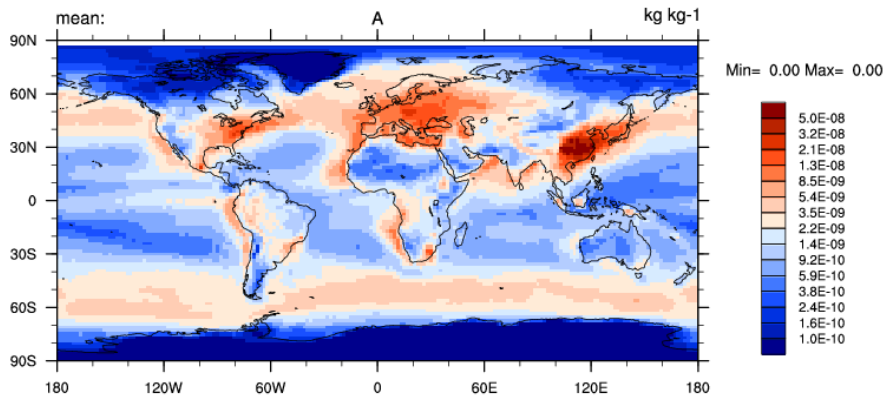 mean: A kg kg-1
Min= 0.00 Max= 0.00
90N
60N
30N
0
30S
60S
90S
180 120W 60W 0 60E 120E 180
5.0E-08
3.2E-08
2.1E-08
1.3E-08
8.5E-09
5.4E-09
3.5E-09
2.2E-09
1.4E-09
9.2E-10
5.9E-10
3.8E-10
2.4E-10
1.6E-10
1.0E-10